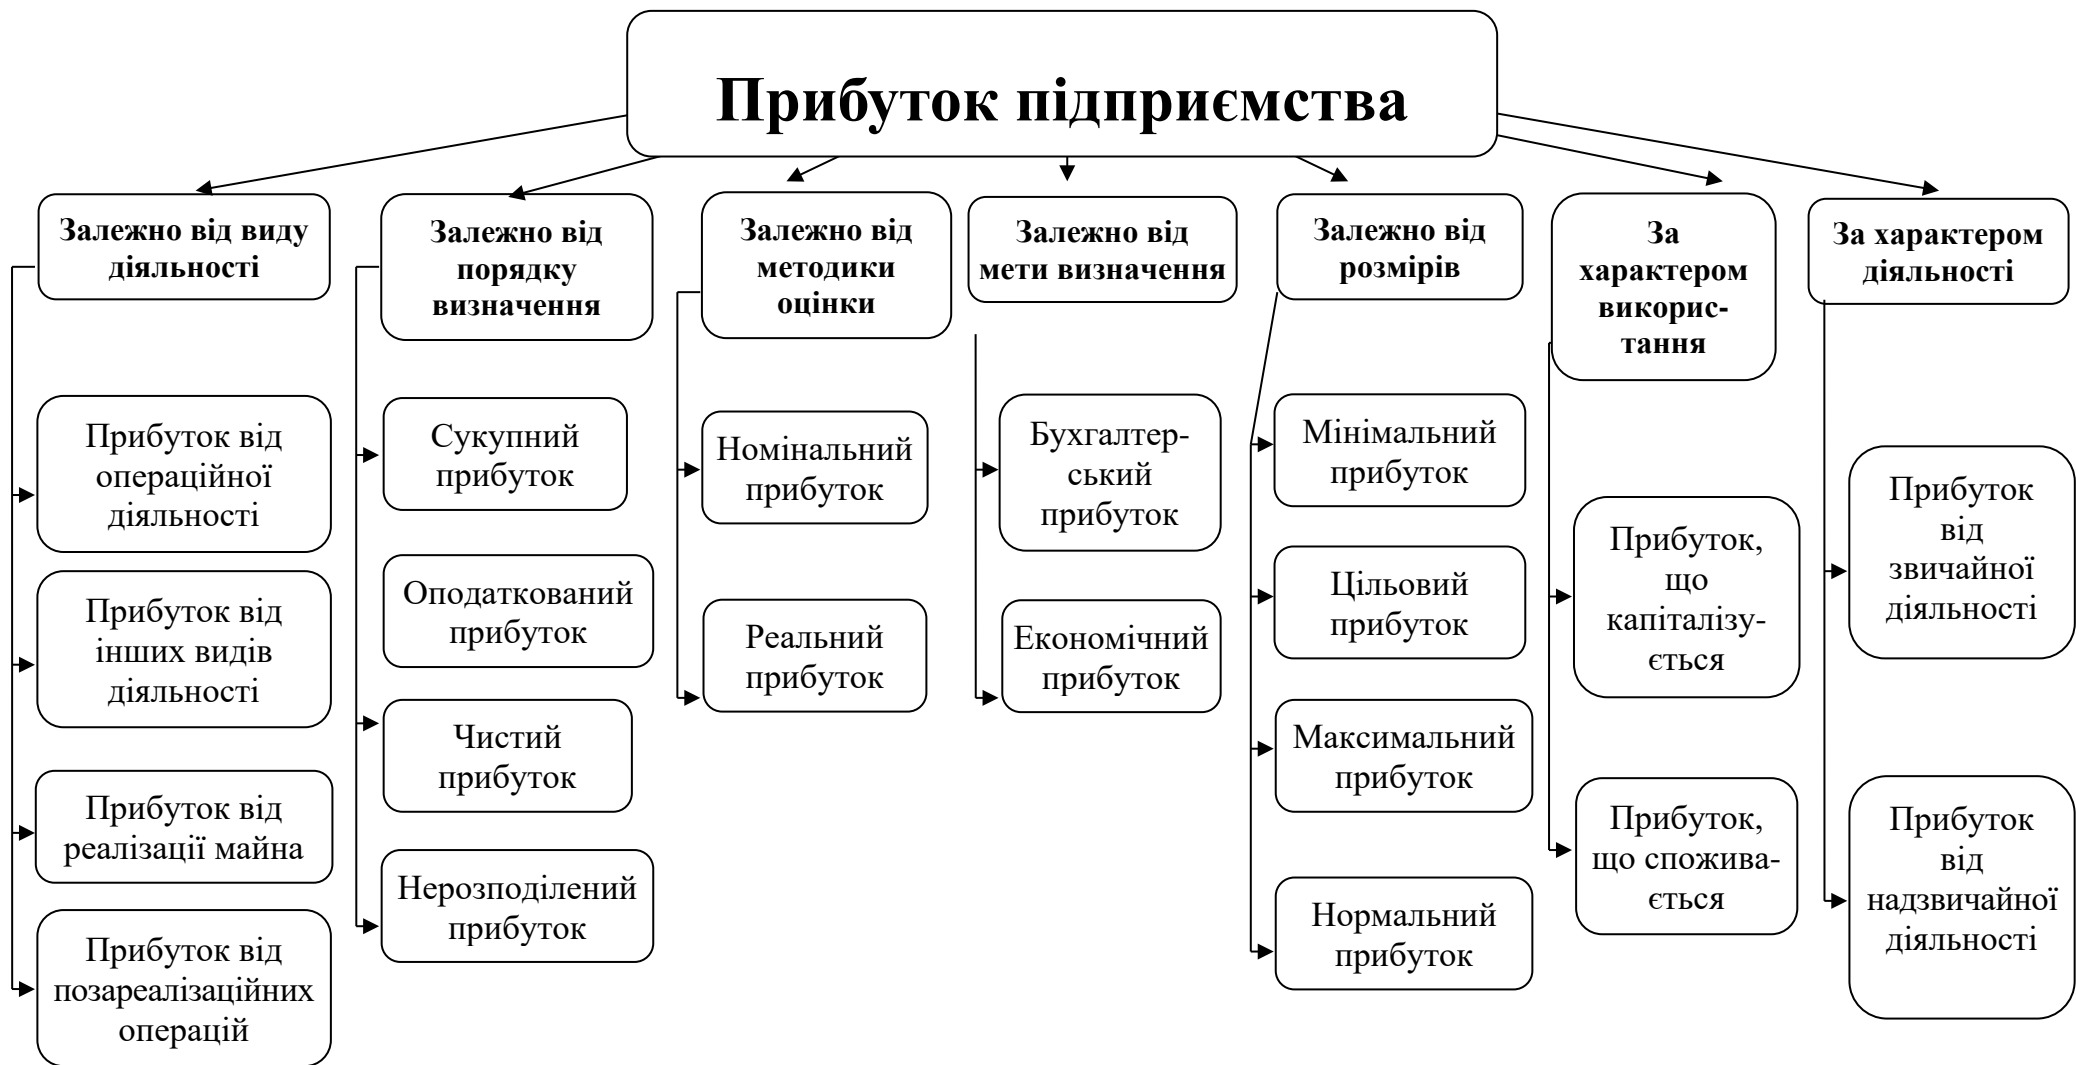 Прибуток підприємства
Залежно від виду
діяльності
Прибуток від
операційної
діяльності
Прибуток від
інших видів
діяльності
Прибуток від
реалізації майна
Прибуток від
позареалізаційних
операцій
Залежно від
порядку
визначення
Сукупний
прибуток
Оподаткований
прибуток
Чистий
прибуток
Нерозподілений
прибуток
Залежно від
методики
оцінки
Номінальний
прибуток
Реальний
прибуток
Залежно від
мети визначення
Бухгалтер-
ський
прибуток
Економічний
прибуток
Залежно від
розмірів
Мінімальний
прибуток
Цільовий
прибуток
Максимальний
прибуток
Нормальний
прибуток
За
характером
використ-
тання
Прибуток,
що
капіталізу-
ється
Прибуток,
що спожива-
ється
За характером
діяльності
Прибуток
від
звичайної
діяльності
Прибуток
від
надзвичайної
діяльності